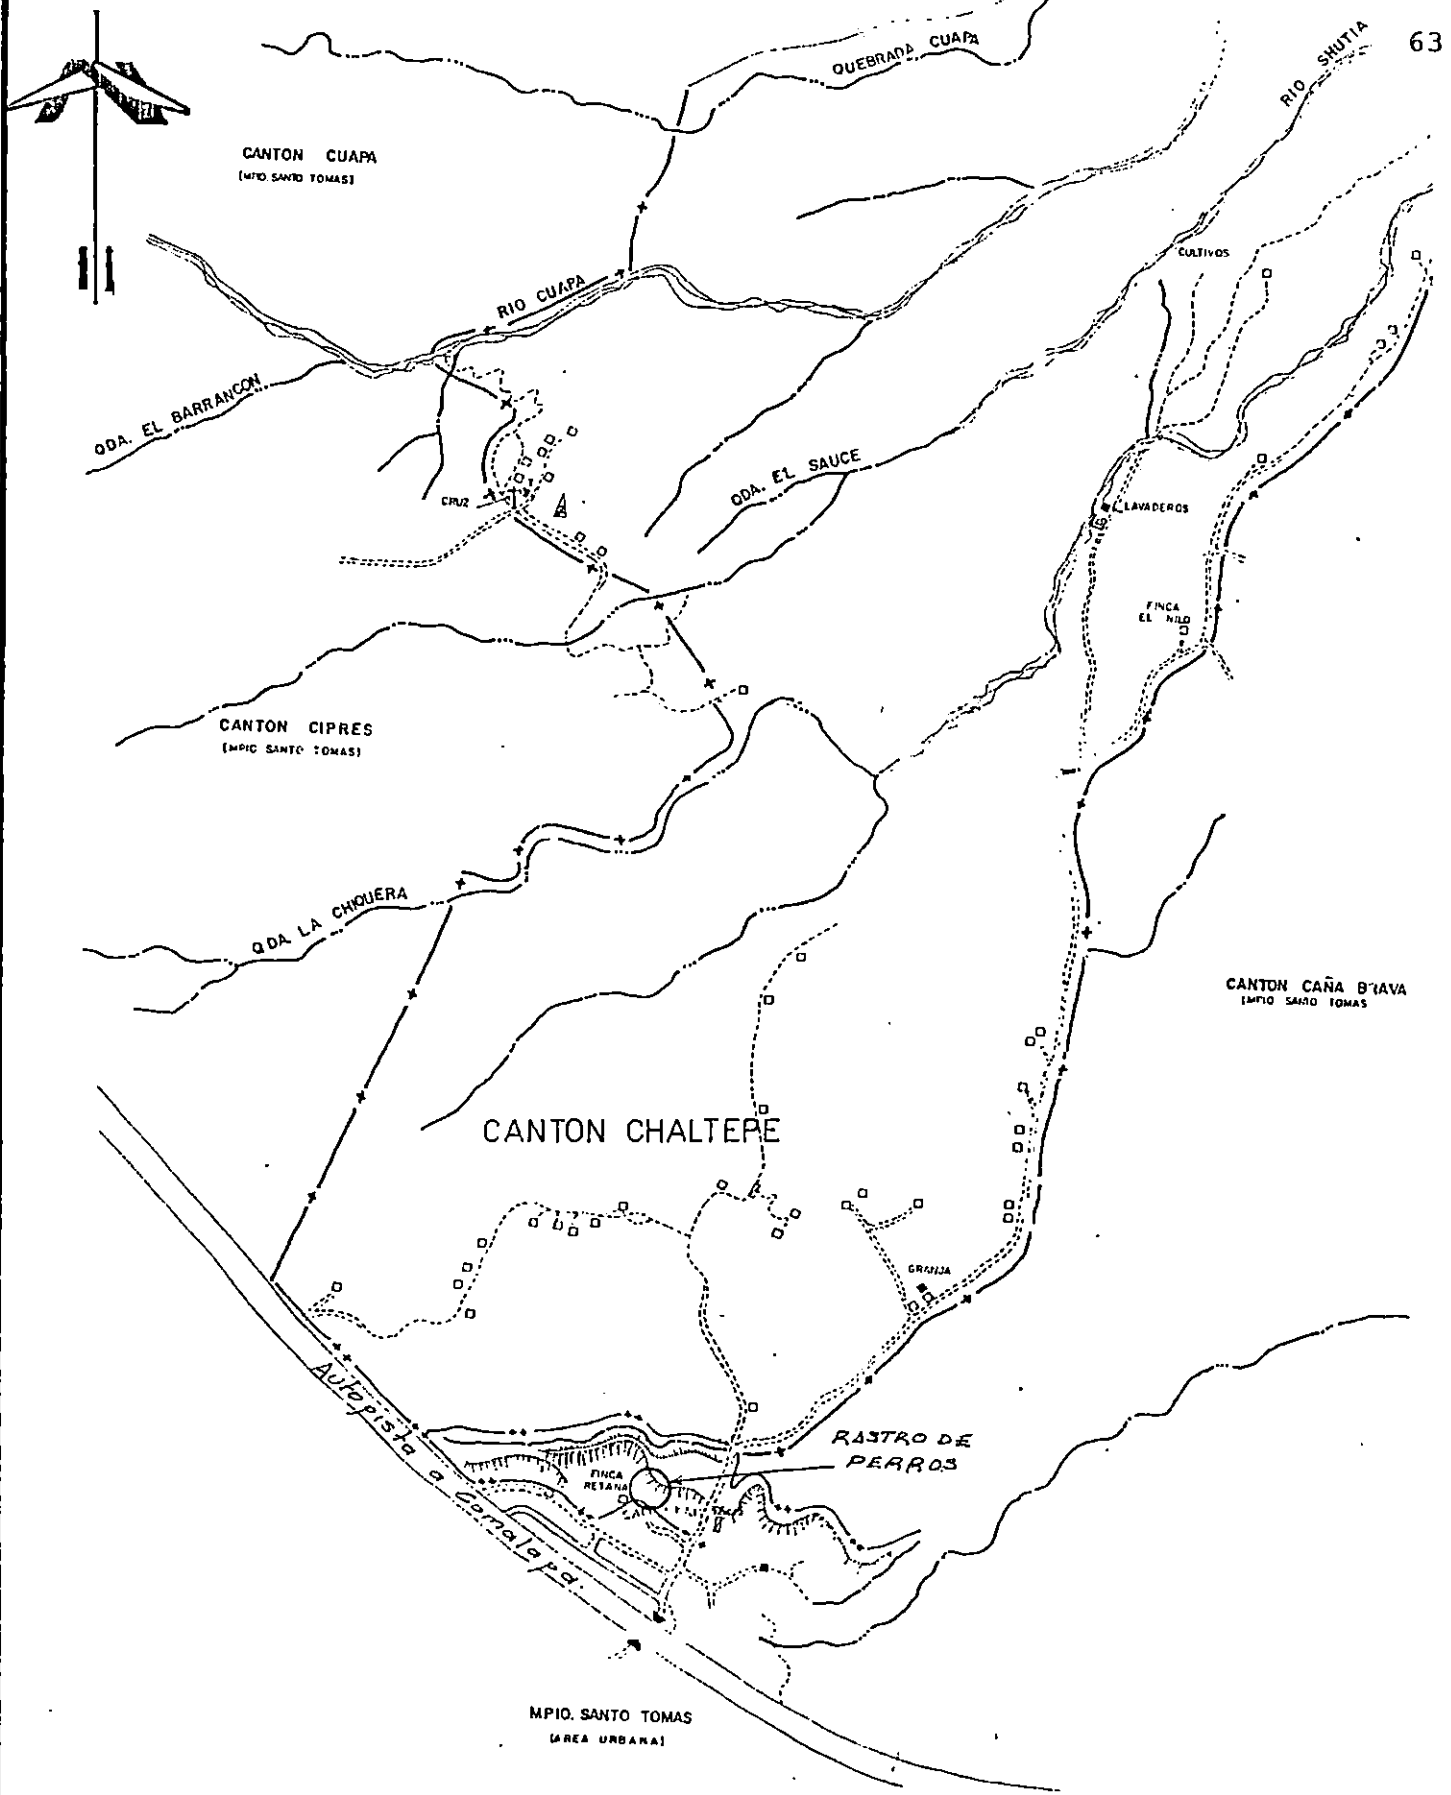 63
QUEBRADA CUAPA
RIO SHUTIA
CANTON CUAPA
[MPIO. SANTO TOMAS]
CULTIVOS
RIO CUAPA
QDA. EL BARRANCON
QDA. EL SAUCE
CRUZ
LAVADEROS
FINCA
EL NILO
CANTON CIPRES
[MPIO SANTO TOMAS]
QDA. LA CHIQUERA
CANTON CAÑA BRAVA
[MPIO SANTO TOMAS
CANTON CHALTEPE
GRANJA
Autopista a Comalapa.
RASTRO DE
PERROS
FINCA
RETANA
MPIO. SANTO TOMAS
[AREA URBANA]